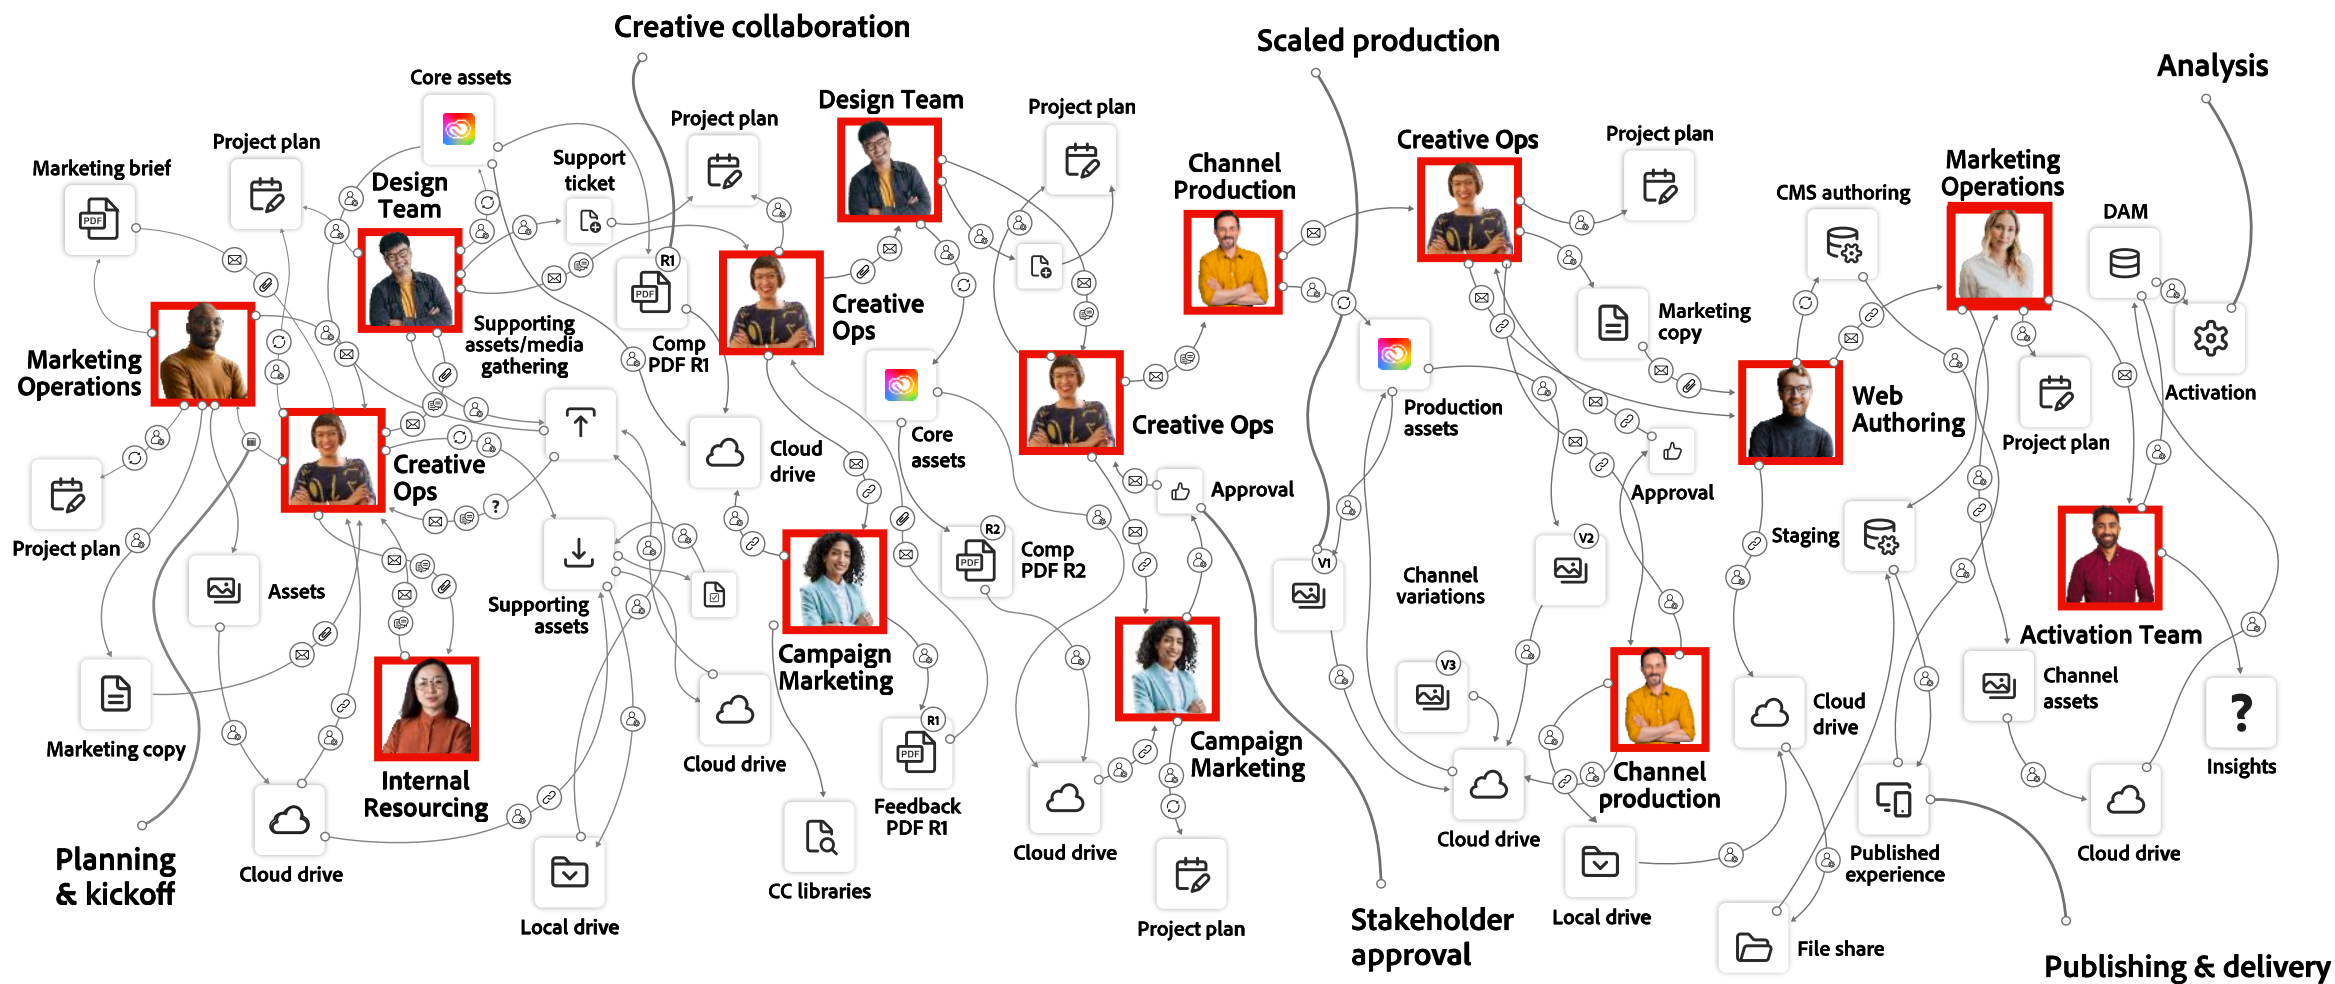 Creative collaboration
Scaled production
Analysis
Core assets
Design Team
Project plan
Project plan
Project plan
Marketing brief
PDF
Design
Team
Support
ticket
Channel
Production
Creative Ops
Project plan
CMS authoring
Marketing
Operations
DAM
R1
PDF
Comp
PDF R1
Creative
Ops
Marketing
Operations
Supporting
assets/media
gathering
Marketing
copy
Activation
Web
Authoring
Project plan
Production
assets
Creative Ops
Core
assets
Cloud
drive
Creative
Ops
?
Approval
Approval
Project plan
Assets
Supporting
assets
R2
PDF
Comp
PDF R2
V1
Channel
variations
V2
Staging
Activation Team
Campaign
Marketing
V3
Channel
assets
Cloud
drive
?
Insights
Marketing copy
Internal
Resourcing
Cloud drive
R1
PDF
Feedback
PDF R1
Campaign
Marketing
Channel
production
Cloud drive
Cloud drive
Cloud drive
Published
experience
Cloud drive
Planning
& kickoff
Cloud drive
CC libraries
Local drive
Project plan
Stakeholder
approval
Local drive
File share
Publishing & delivery